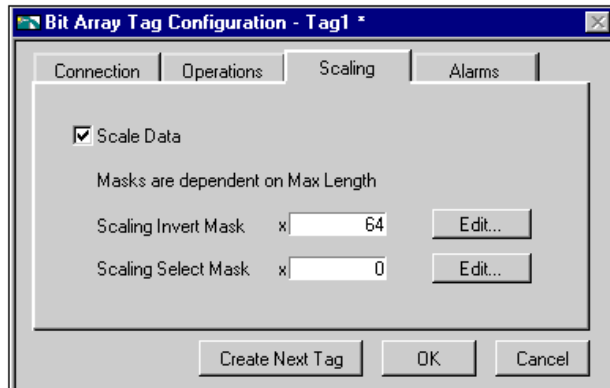 Bit Array Tag Configuration - Tag1 *
Connection Operations Scaling Alarms
Scale Data
Masks are dependent on Max Length
Scaling Invert Mask x 64 Edit...
Scaling Select Mask x 0 Edit...
Create Next Tag OK Cancel